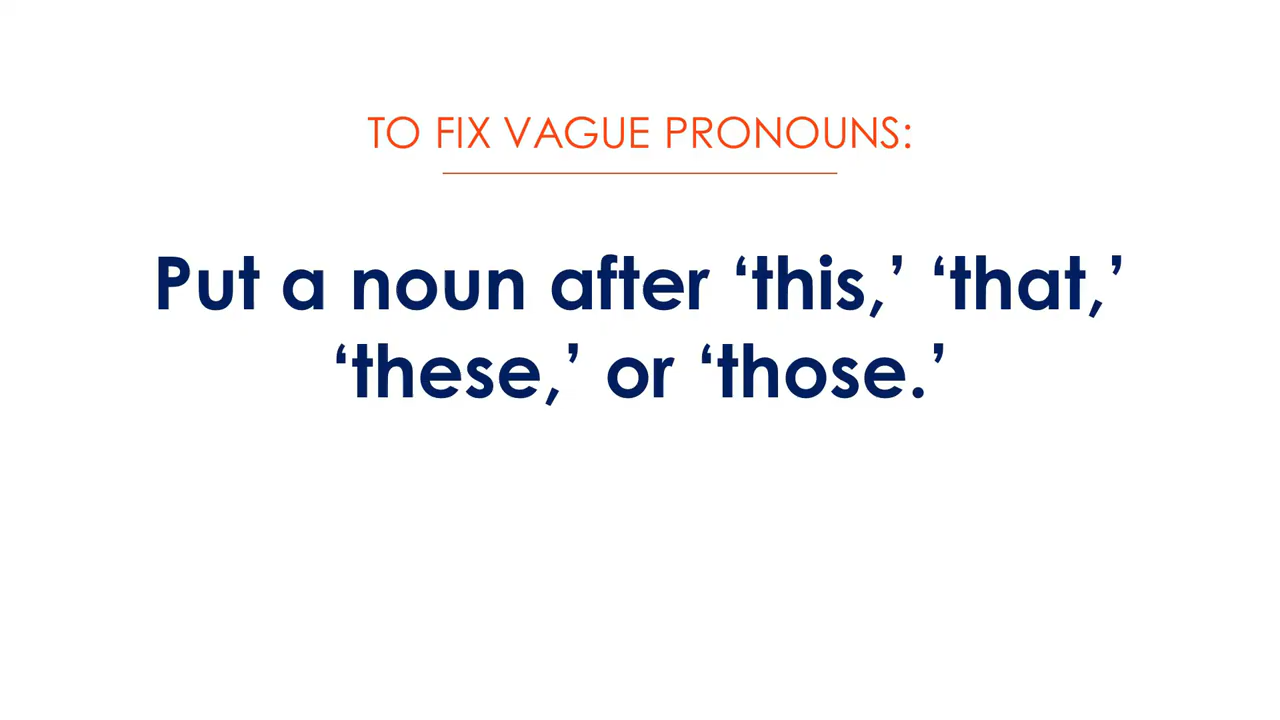 TO FIX VAGUE PRONOUNS:
Put a noun after ‘this,’ ‘that,’
‘these,’ or ‘those.’